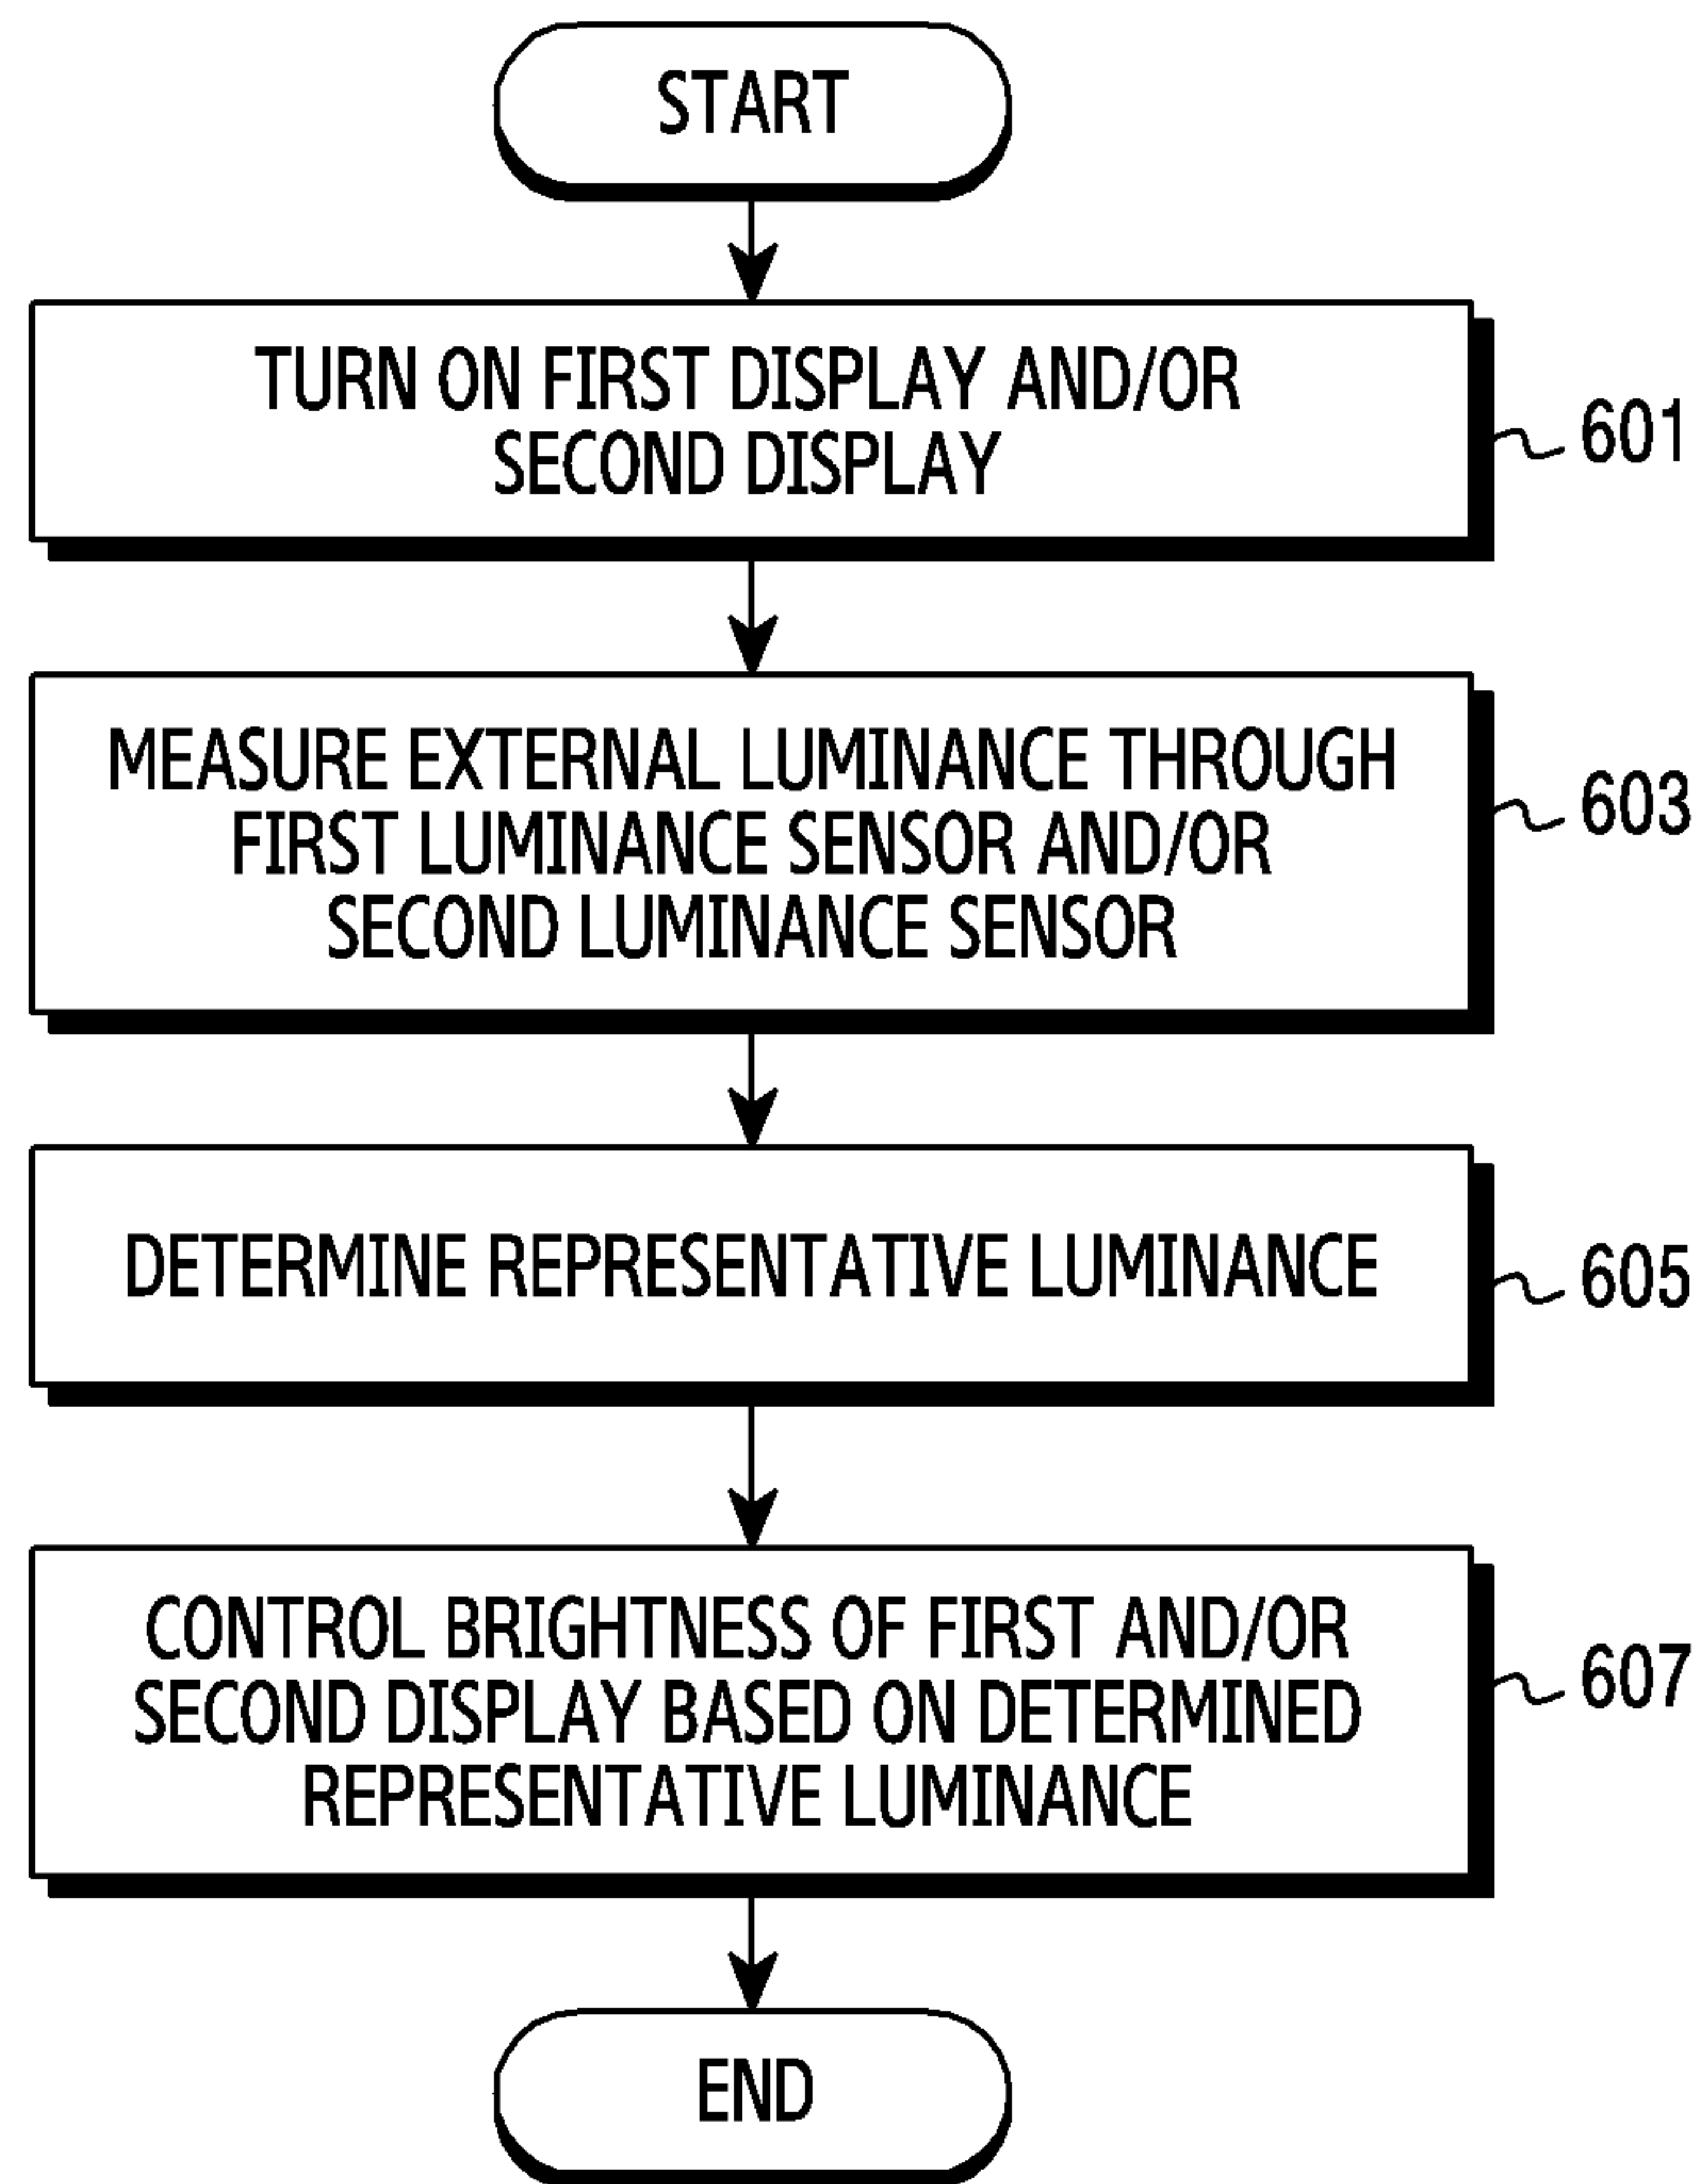 START
TURN ON FIRST DISPLAY AND/OR
SECOND DISPLAY
601
MEASURE EXTERNAL LUMINANCE THROUGH
FIRST LUMINANCE SENSOR AND/OR
SECOND LUMINANCE SENSOR
603
DETERMINE REPRESENTATIVE LUMINANCE
605
CONTROL BRIGHTNESS OF FIRST AND/OR
SECOND DISPLAY BASED ON DETERMINED
REPRESENTATIVE LUMINANCE
607
END